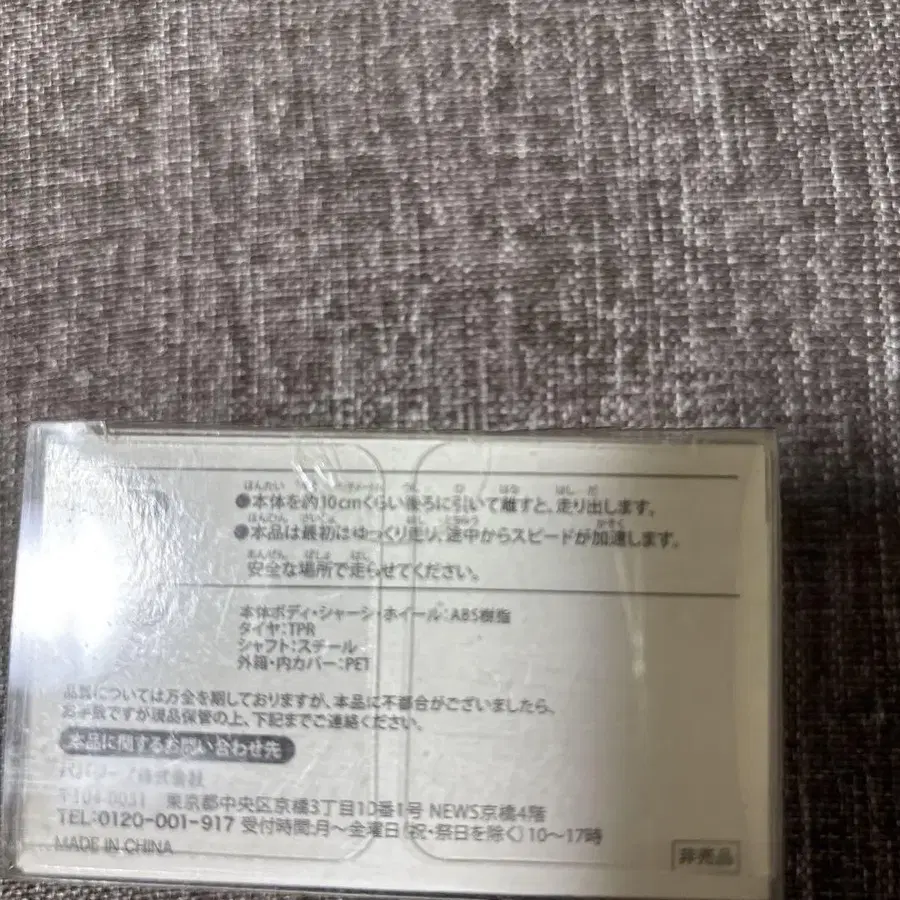 ●本体を約10cmくらい後ろに引いて離すと、走り出します。
●本品は最初はゆっくり走り、途中からスピードが加速します。
安全な場所で走らせてください。
本体ボディ・シャーシ・ホイール:ABS樹脂
タイヤ:TPR
シャフト:スチール
外箱・内カバー:PET
品質については万全を期しておりますが、本品に不都合がございましたら、
お手数ですが現品保管の上、下記までご連絡ください。
本品に関するお問い合わせ先
株式会社
〒104-0031 東京都中央区京橋3丁目10番1号 NEWS京橋4階
TEL:0120-001-917 受付時間:月〜金曜日(祝・祭日を除く)10〜17時
MADE IN CHINA
非売品